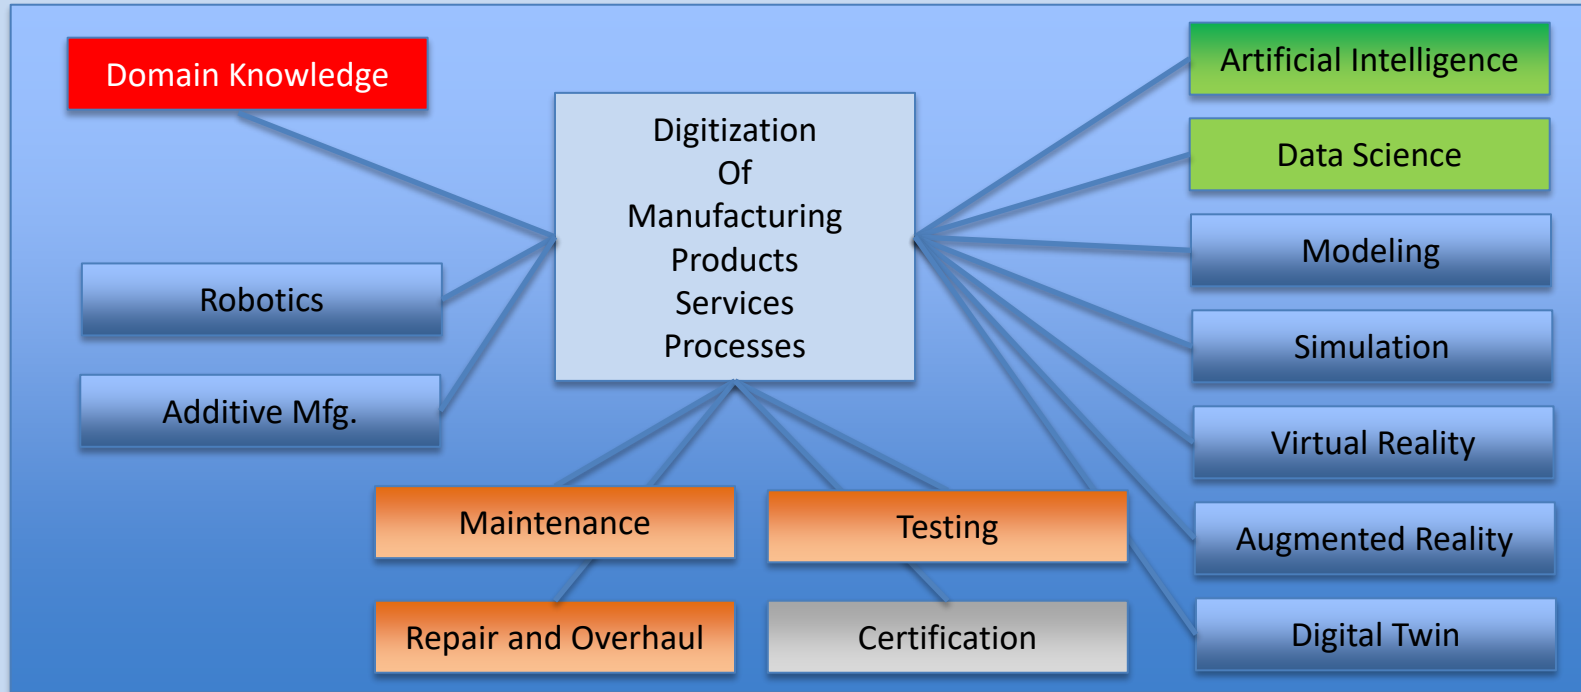 Domain Knowledge
Robotics
Additive Mfg.
Digitization
Of
Manufacturing
Products
Services
Processes
Maintenance
Repair and Overhaul
Testing
Certification
Artificial Intelligence
Data Science
Modeling
Simulation
Virtual Reality
Augmented Reality
Digital Twin